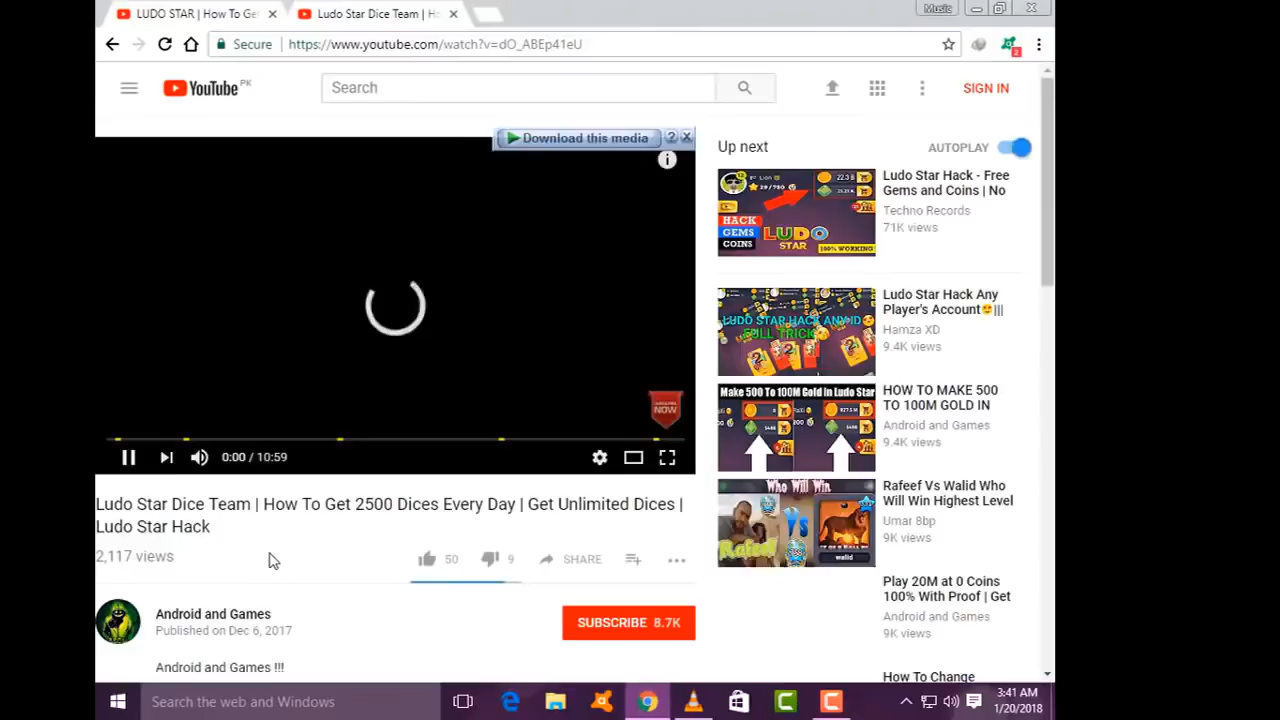 LUDO STAR | How To Get
Ludo Star Dice Team | H
Music
Secure
https://www.youtube.com/watch?v=dO_ABEp41eU
2
YouTube PK
Search
SIGN IN
Download this media
?
Up next
AUTOPLAY
Ludo Star Hack - Free
Gems and Coins | No
Techno Records
71K views
HACK
GEMS
COINS
LUDO
STAR
100% WORKING
Ludo Star Hack Any
Player's Account😍|||
Hamza XD
9.4K views
LUDO STAR HACK ANY ID
FULL TRICK
HOW TO MAKE 500
TO 100M GOLD IN
Android and Games
9.4K views
Make 500 To 100M Gold in Ludo Star
Rafeef Vs Walid Who
Will Win Highest Level
Umar 8bp
9K views
Who Will Win
Rafeef
Vs
walid
Play 20M at 0 Coins
100% With Proof | Get
Android and Games
9K views
How To Change
NOW
0:00 / 10:59
Ludo Star Dice Team | How To Get 2500 Dices Every Day | Get Unlimited Dices |
Ludo Star Hack
2,117 views
50
9
SHARE
Android and Games
Published on Dec 6, 2017
SUBSCRIBE 8.7K
Android and Games !!!
Search the web and Windows
3:41 AM
1/20/2018